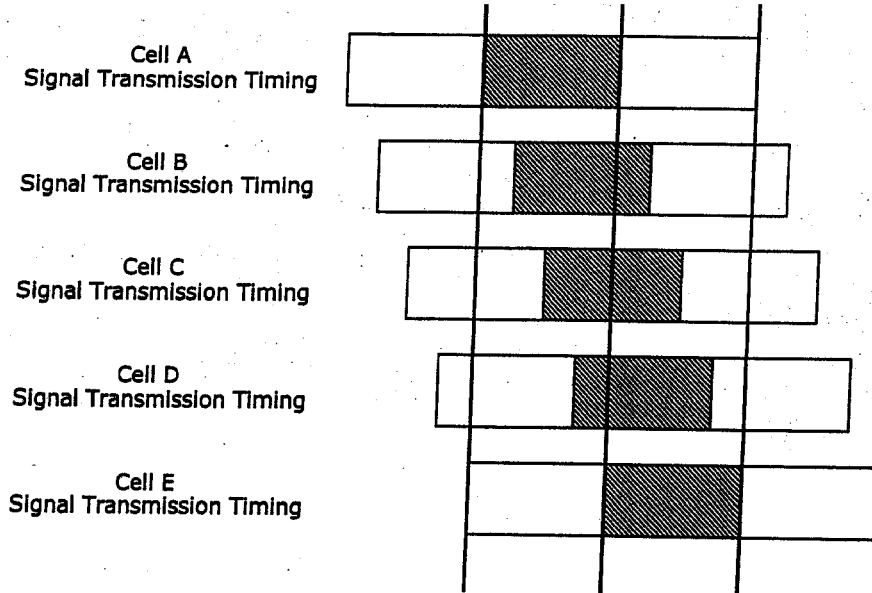 Cell A
Signal Transmission Timing
Cell B
Signal Transmission Timing
Cell C
Signal Transmission Timing
Cell D
Signal Transmission Timing
Cell E
Signal Transmission Timing